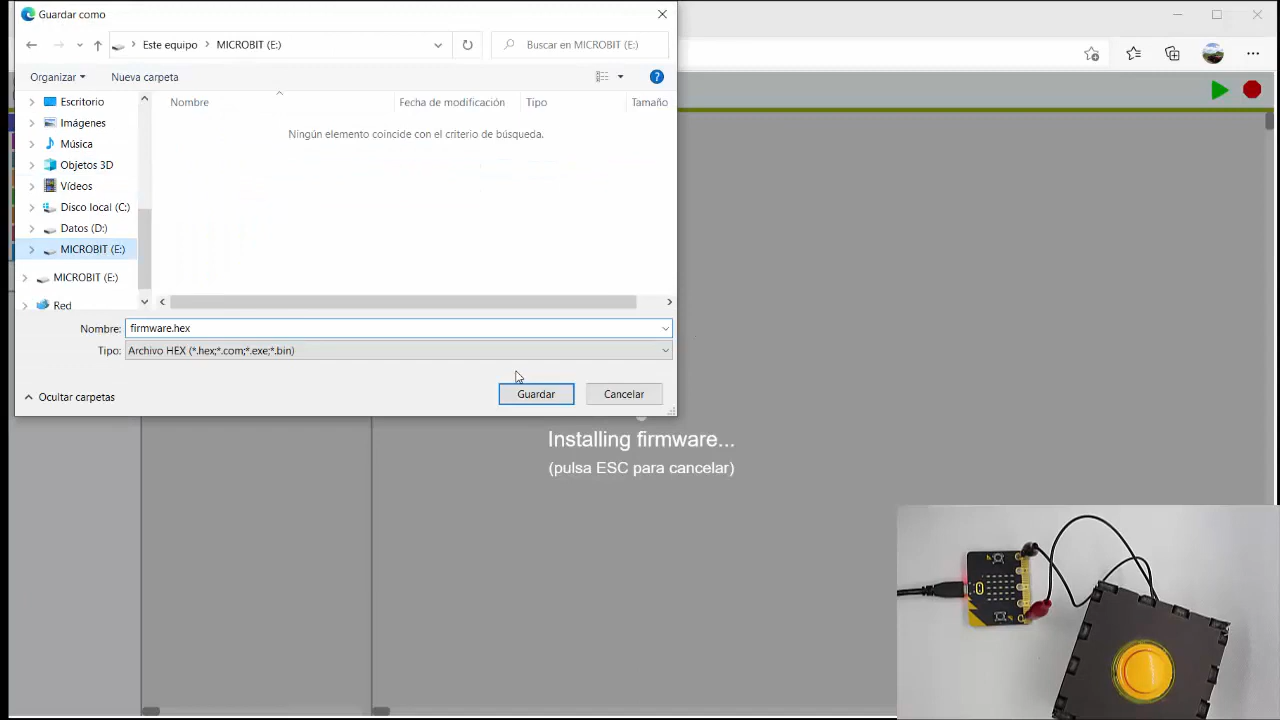 Guardar como
Este equipo > MICROBIT (E:)
Buscar en MICROBIT (E:)
Organizar
Nueva carpeta
Nombre
Fecha de modificación
Tipo
Tamaño
Ningún elemento coincide con el criterio de búsqueda.
Escritorio
Imágenes
Música
Objetos 3D
Vídeos
Disco local (C:)
Datos (D:)
MICROBIT (E:)
MICROBIT (E:)
Red
Nombre: firmware.hex
Tipo: Archivo HEX (*.hex;*.com;*.exe;*.bin)
Ocultar carpetas
Guardar
Cancelar
Installing firmware...
(pulsa ESC para cancelar)